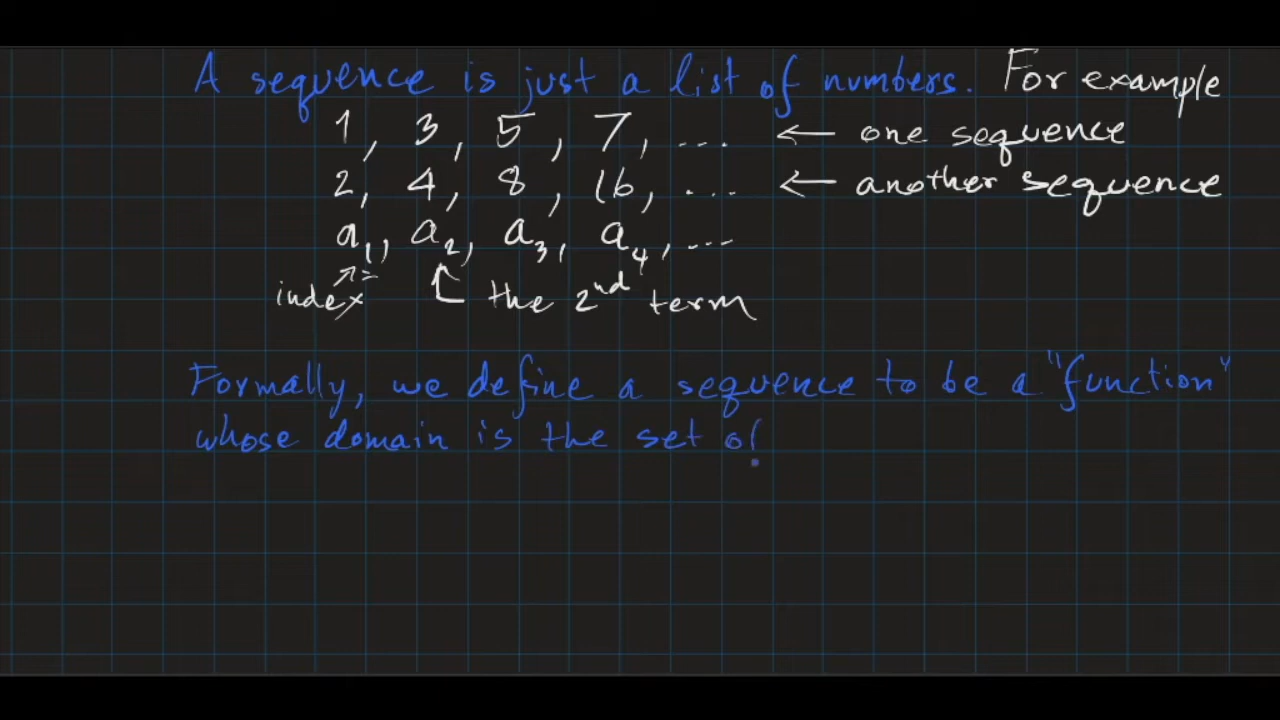 A sequence is just a list of numbers. For example
1, 3, 5, 7, ... ← one sequence
2, 4, 8, 16, ... ← another sequence
a₁, a₂, a₃, a₄, ...
index the 2nd term
Formally, we define a sequence to be a "function"
whose domain is the set of